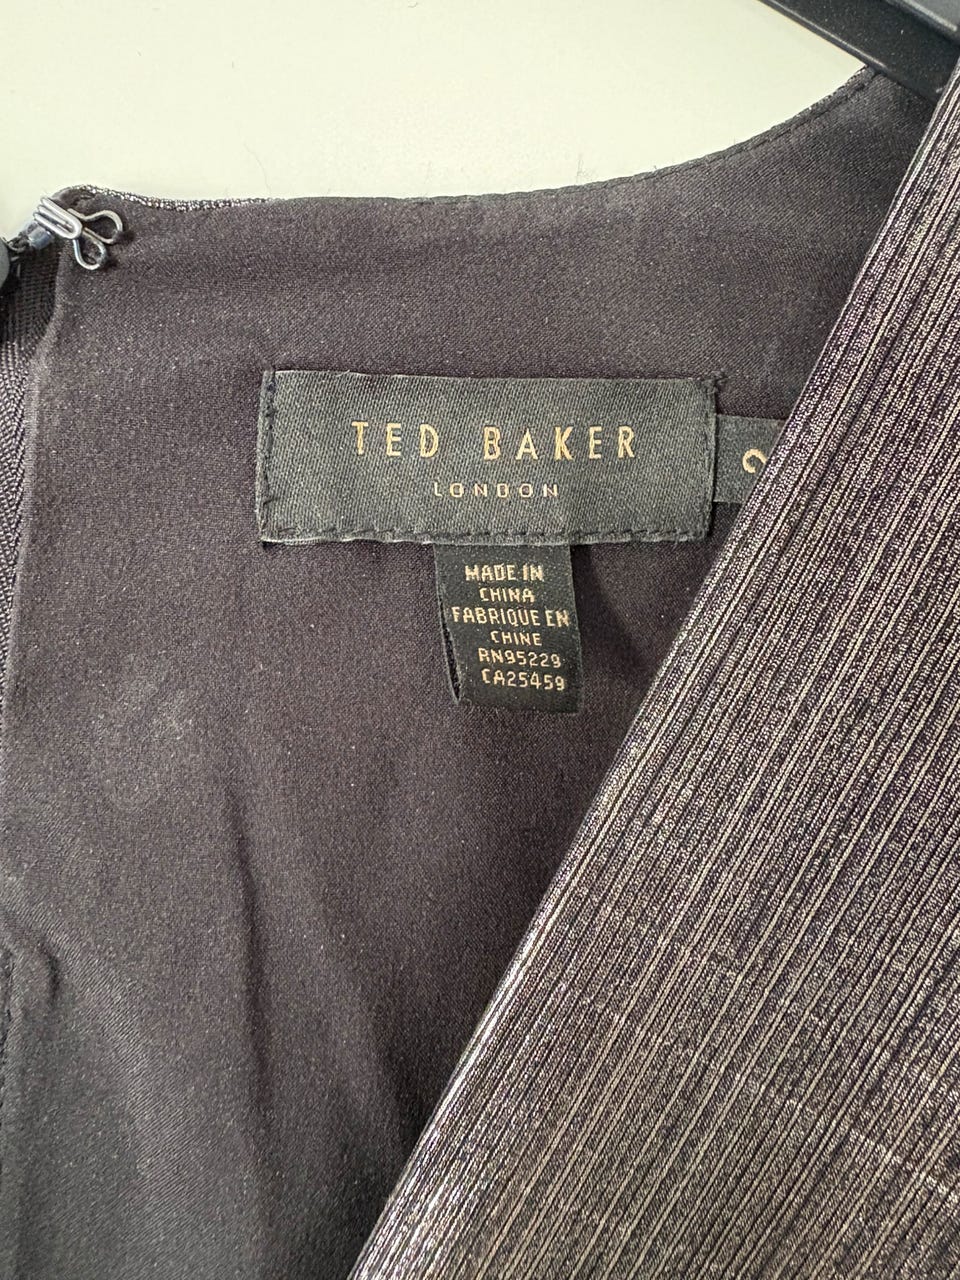 TED BAKER
LONDON
MADE IN
CHINA
FABRIQUE EN
CHINE
RN95229
CA25459